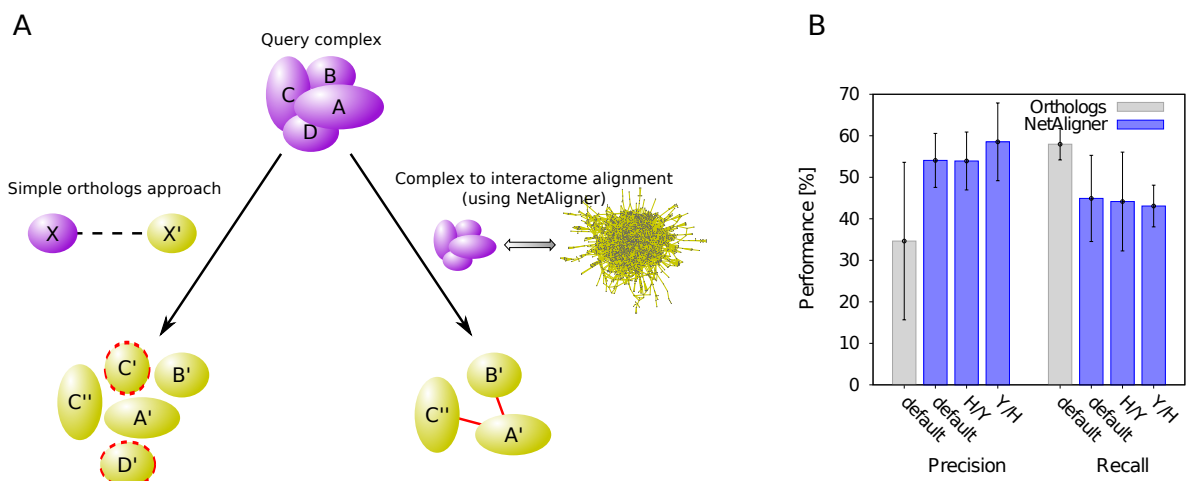 A
Query complex
B
C
A
D
Simple orthologs approach
X
X'
Complex to interactome alignment
(using NetAligner)
C'
B'
C''
A'
D'
B'
C''
A'
B
70
60
50
40
30
20
10
0
Performance [%]
Orthologs
NetAligner
default
default
H/Y
Y/H
default
default
H/Y
Y/H
Precision
Recall